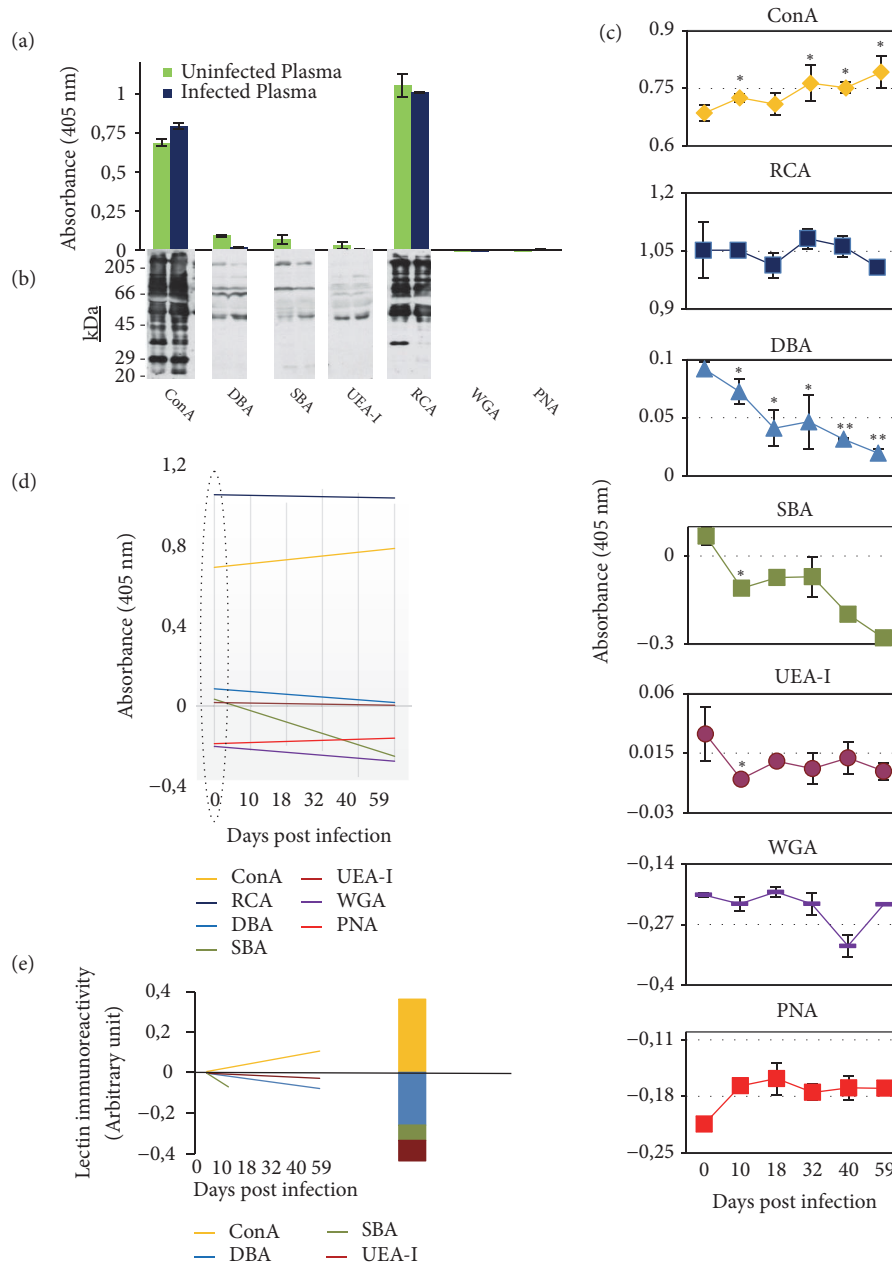 (a)
Uninfected Plasma
Infected Plasma
Absorbance (405 nm)
1
0,75
0,5
0,25
0
(b)
kDa
205 -
66 -
45 -
29 -
20 -
ConA
DBA
SBA
UEA-I
RCA
WGA
PNA
(c)
Absorbance (405 nm)
ConA
0.9
0.75
0.6
* * * *
RCA
1,2
1,05
0,9
DBA
0.1
0.05
0
* * * ** **
SBA
0
−0.3
*
UEA-I
0.06
0.015
−0.03
*
WGA
−0,14
−0,27
−0,4
PNA
−0,11
−0,18
−0,25
0 10 18 32 40 59
Days post infection
(d)
Absorbance (405 nm)
1,2
0,8
0,4
0
−0,4
0 10 18 32 40 59
Days post infection
ConA UEA-I
RCA WGA
DBA PNA
SBA
(e)
Lectin immunoreactivity
(Arbitrary unit)
0,4
0,2
0
−0,2
−0,4
0 10 18 32 40 59
Days post infection
ConA SBA
DBA UEA-I